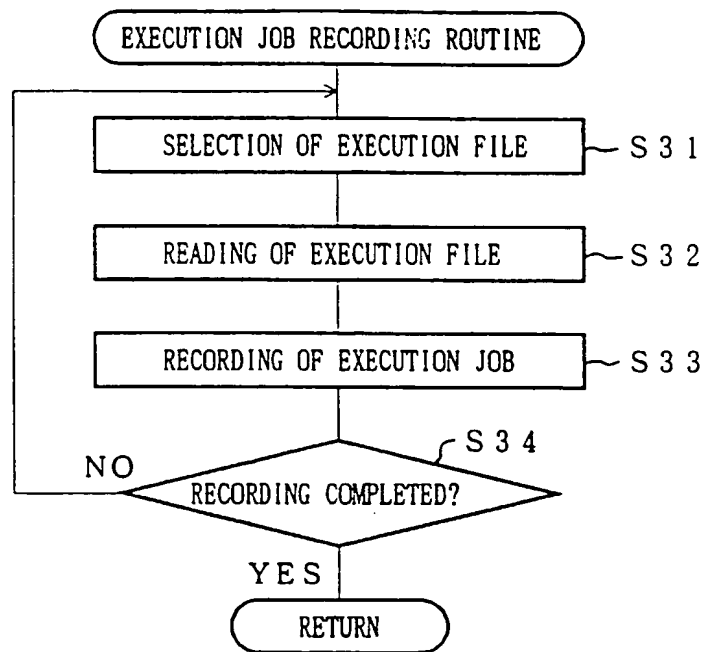 EXECUTION JOB RECORDING ROUTINE
SELECTION OF EXECUTION FILE
S31
READING OF EXECUTION FILE
S32
RECORDING OF EXECUTION JOB
S33
S34
NO
RECORDING COMPLETED?
YES
RETURN